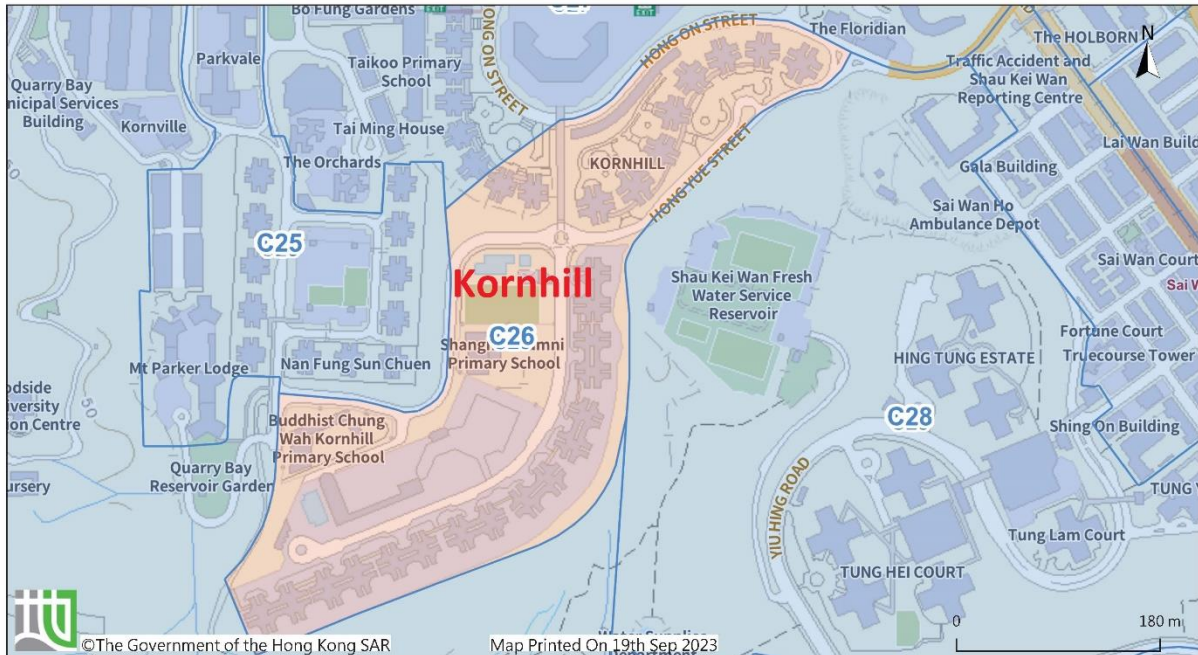 Bo Fung Gardens
Parkvale
Taikoo Primary
School
HONG ON STREET
HONG ON STREET
EXIT
EXIT
The Floridian
N
The HOLBORN
Traffic Accident and
Shau Kei Wan
Reporting Centre
Quarry Bay
Municipal Services
Building
Kornville
Tai Ming House
The Orchards
KORNHILL
HONG YUE STREET
Gala Building
Lai Wan Build
Sai Wan Ho
Ambulance Depot
C25
Kornhill
C26
Shau Kei Wan Fresh
Water Service
Reservoir
Sai Wan Court
Sai W
Primary School
Mt Parker Lodge
Nan Fung Sun Chuen
HING TUNG ESTATE
Fortune Court
Truecourse Tower
C28
Shing On Building
Buddhist Chung
Wah Kornhill
Primary School
Quarry Bay
Reservoir Garden
YIU HING ROAD
TUNG
Tung Lam Court
TUNG HEI COURT
0
180 m
©The Government of the Hong Kong SAR
Map Printed On 19th Sep 2023